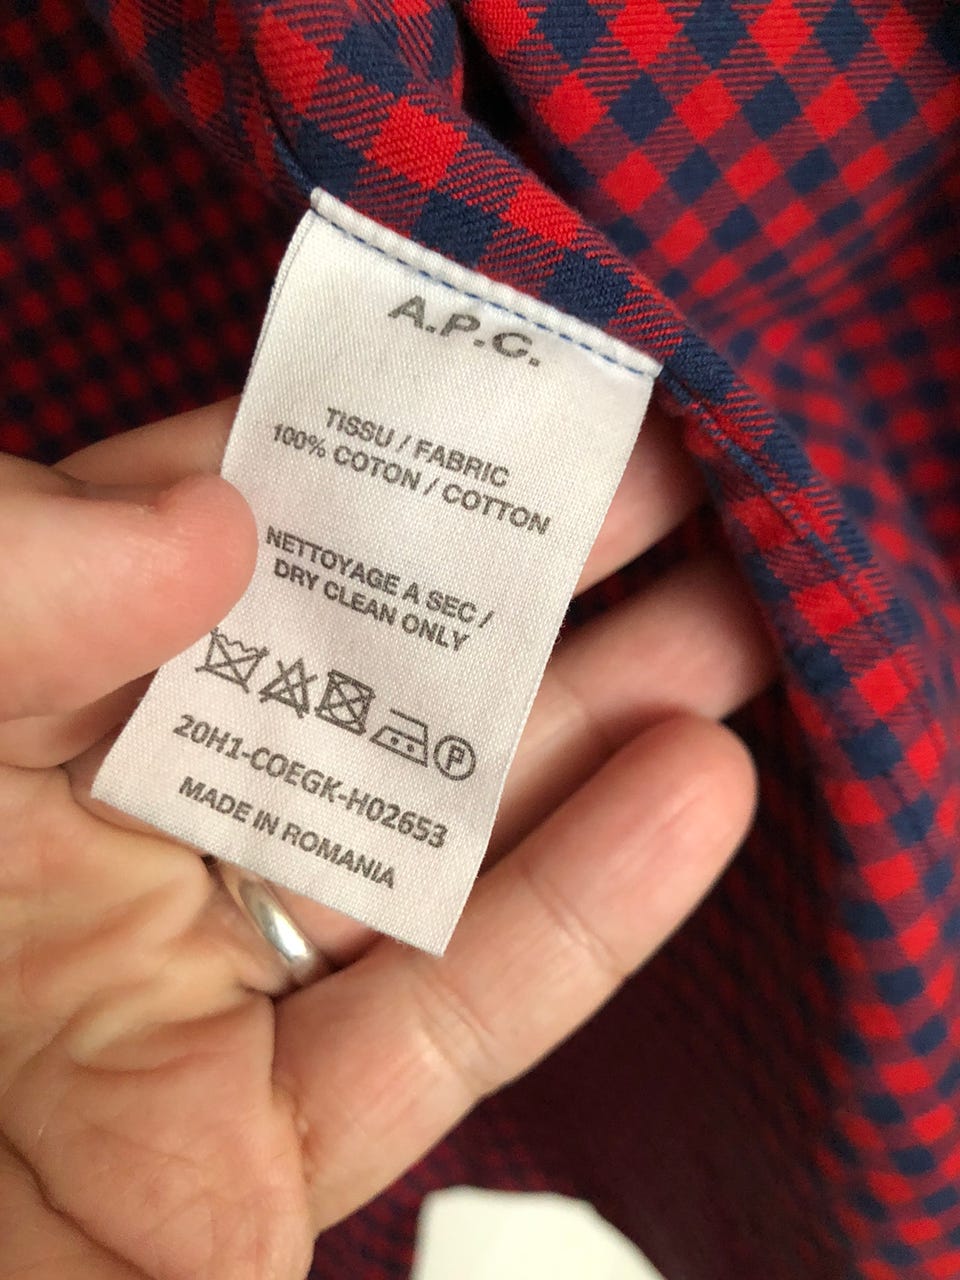 A.P.C.
TISSU / FABRIC
100% COTON / COTTON
NETTOYAGE A SEC /
DRY CLEAN ONLY
P
20H1-COEGK-H02653
MADE IN ROMANIA